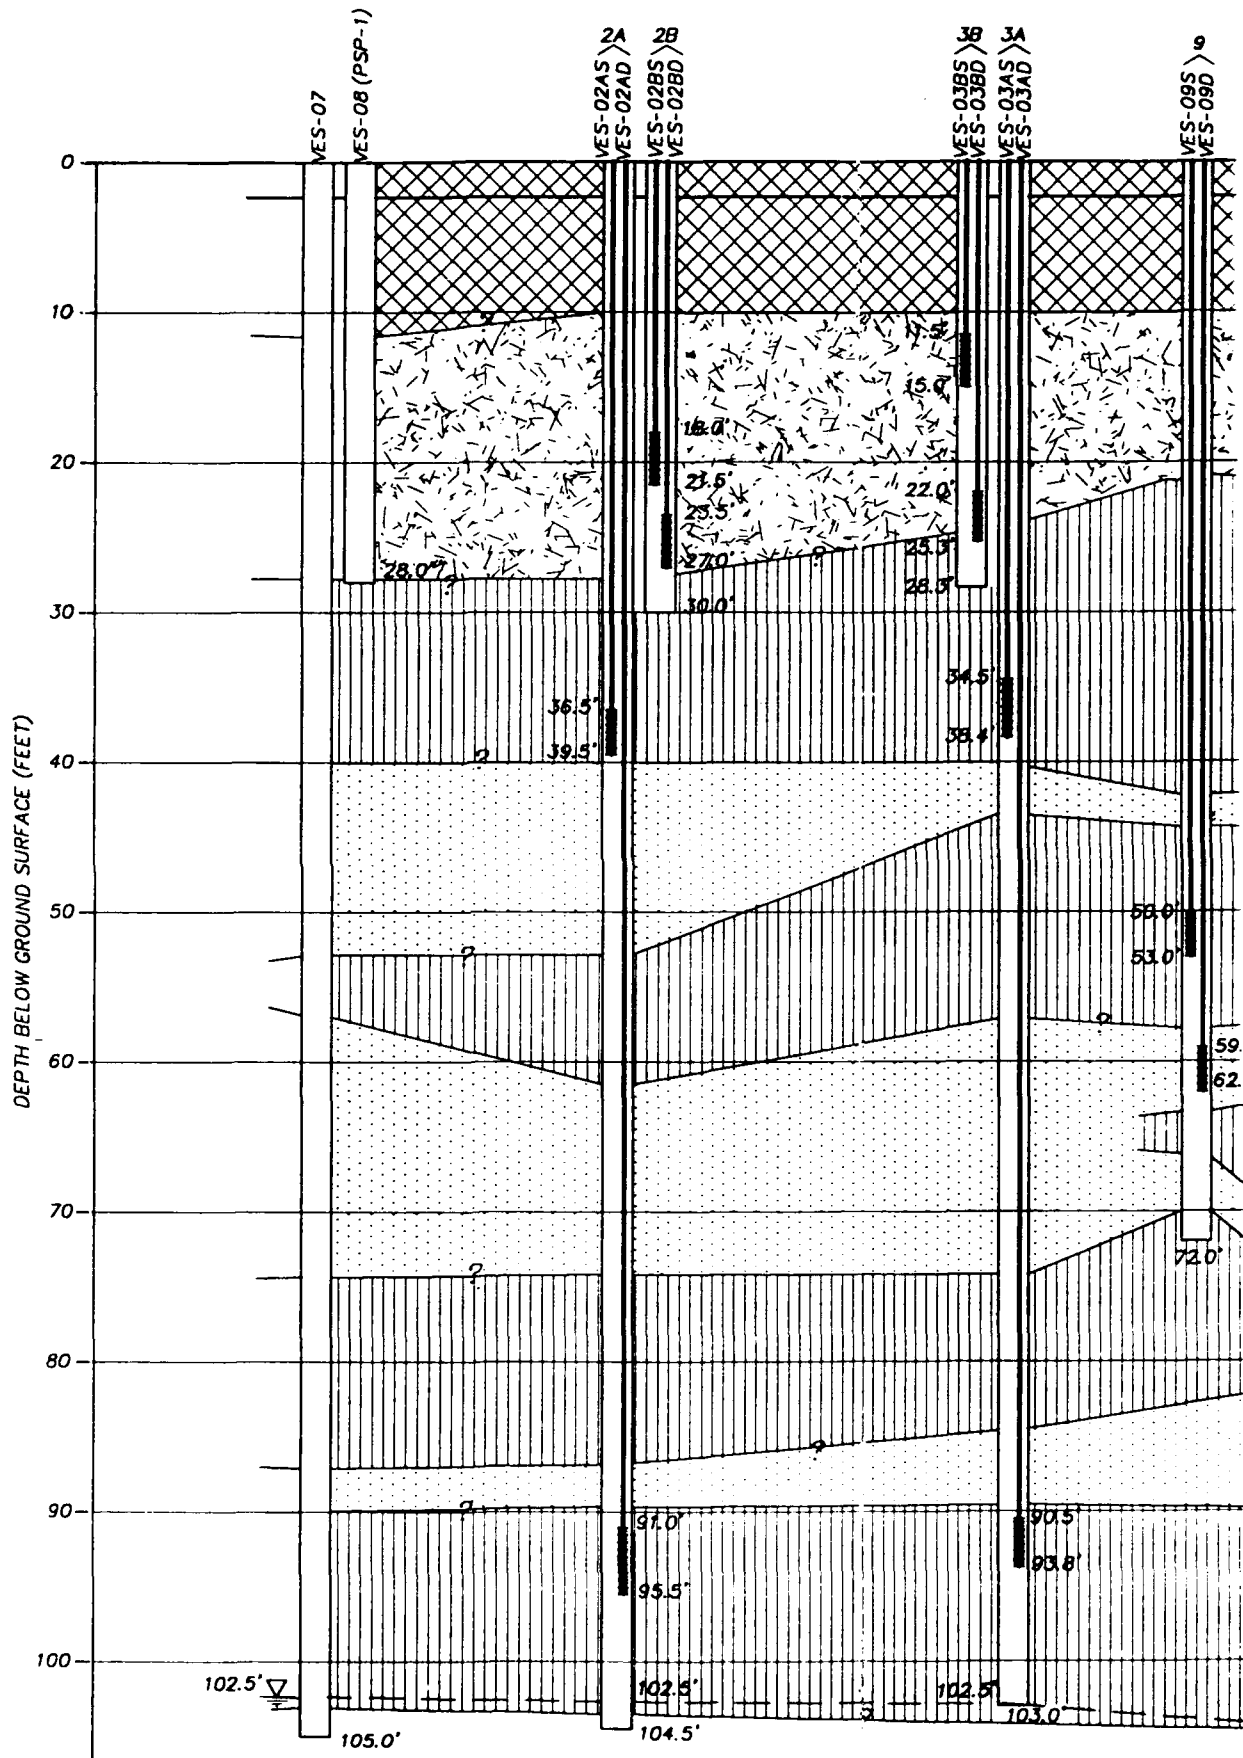 VES-07
VES-08 (PSP-1)
VES-02AS
VES-02AD
2A
VES-02BS
VES-02BD
2B
VES-03BS
VES-03BD
3B
VES-03AS
VES-03AD
3A
VES-09S
VES-09D
9
DEPTH BELOW GROUND SURFACE (FEET)
0
10
?
15.0'
18.0'
20
21.5'
22.0'
23.5'
25.3'
?
27.0'
28.0'
?
28.3'
30
30.0'
34.5'
36.5'
38.4'
39.5'
40
?
50
50.0'
53.0'
?
?
59.
60
62.
70
72.0'
?
80
?
90
?
90.5'
91.0'
93.8'
95.5'
100
102.5'
102.5'
102.5'
103.0'
104.5'
105.0'